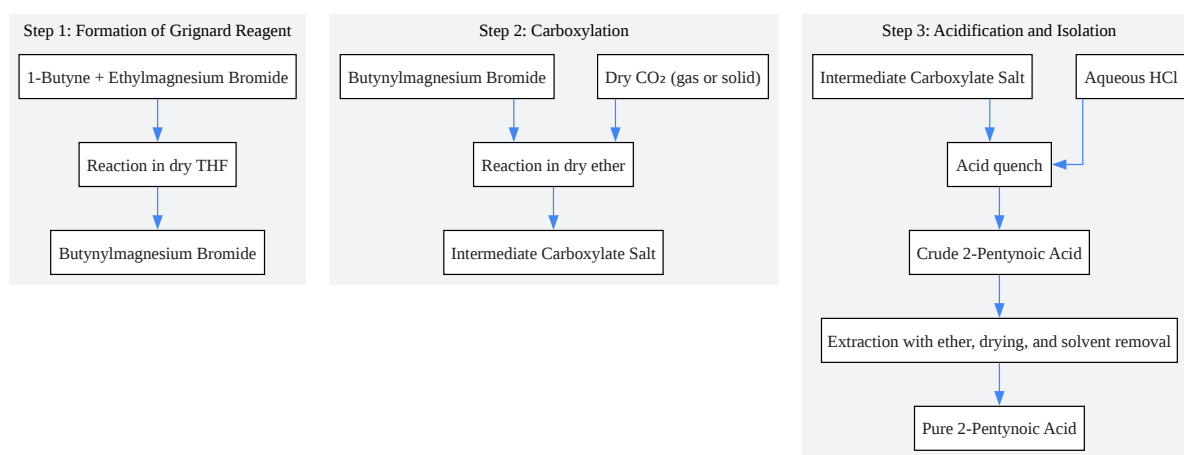 Step 1: Formation of Grignard Reagent
1-Butyne + Ethylmagnesium Bromide
Reaction in dry THF
Butynylmagnesium Bromide
Step 2: Carboxylation
Butynylmagnesium Bromide
Dry CO₂ (gas or solid)
Reaction in dry ether
Intermediate Carboxylate Salt
Step 3: Acidification and Isolation
Intermediate Carboxylate Salt
Aqueous HCl
Acid quench
Crude 2-Pentynoic Acid
Extraction with ether, drying, and solvent removal
Pure 2-Pentynoic Acid